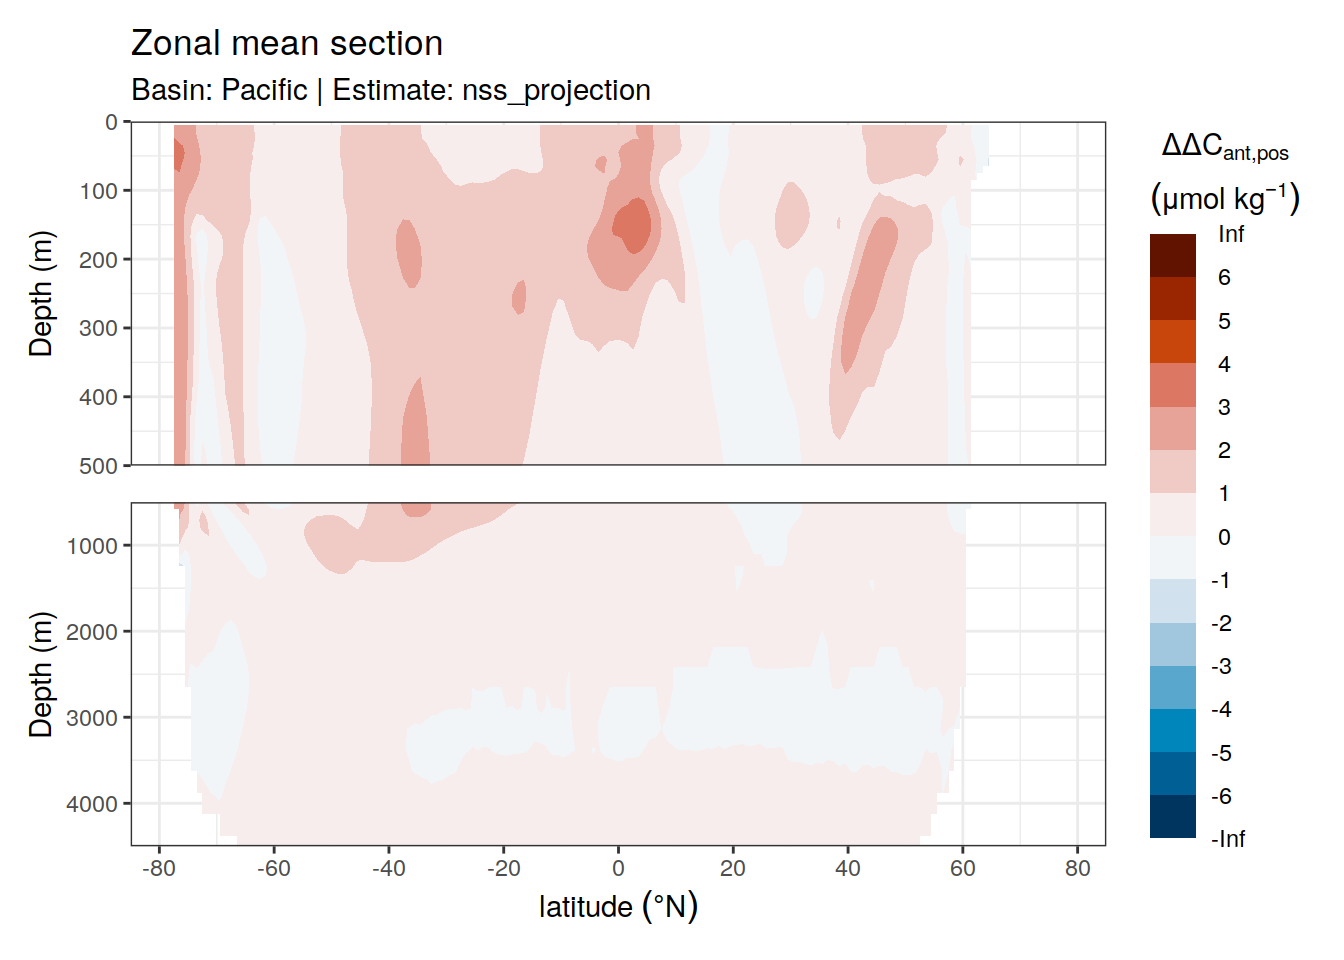 Zonal mean section
Basin: Pacific | Estimate: nss_projection
0
100
200
300
400
500
Depth (m)
1000
2000
3000
4000
Depth (m)
-80 -60 -40 -20 0 20 40 60 80
latitude (°N)
ΔΔCant,pos
(μmol kg⁻¹)
Inf
6
5
4
3
2
1
0
-1
-2
-3
-4
-5
-6
-Inf